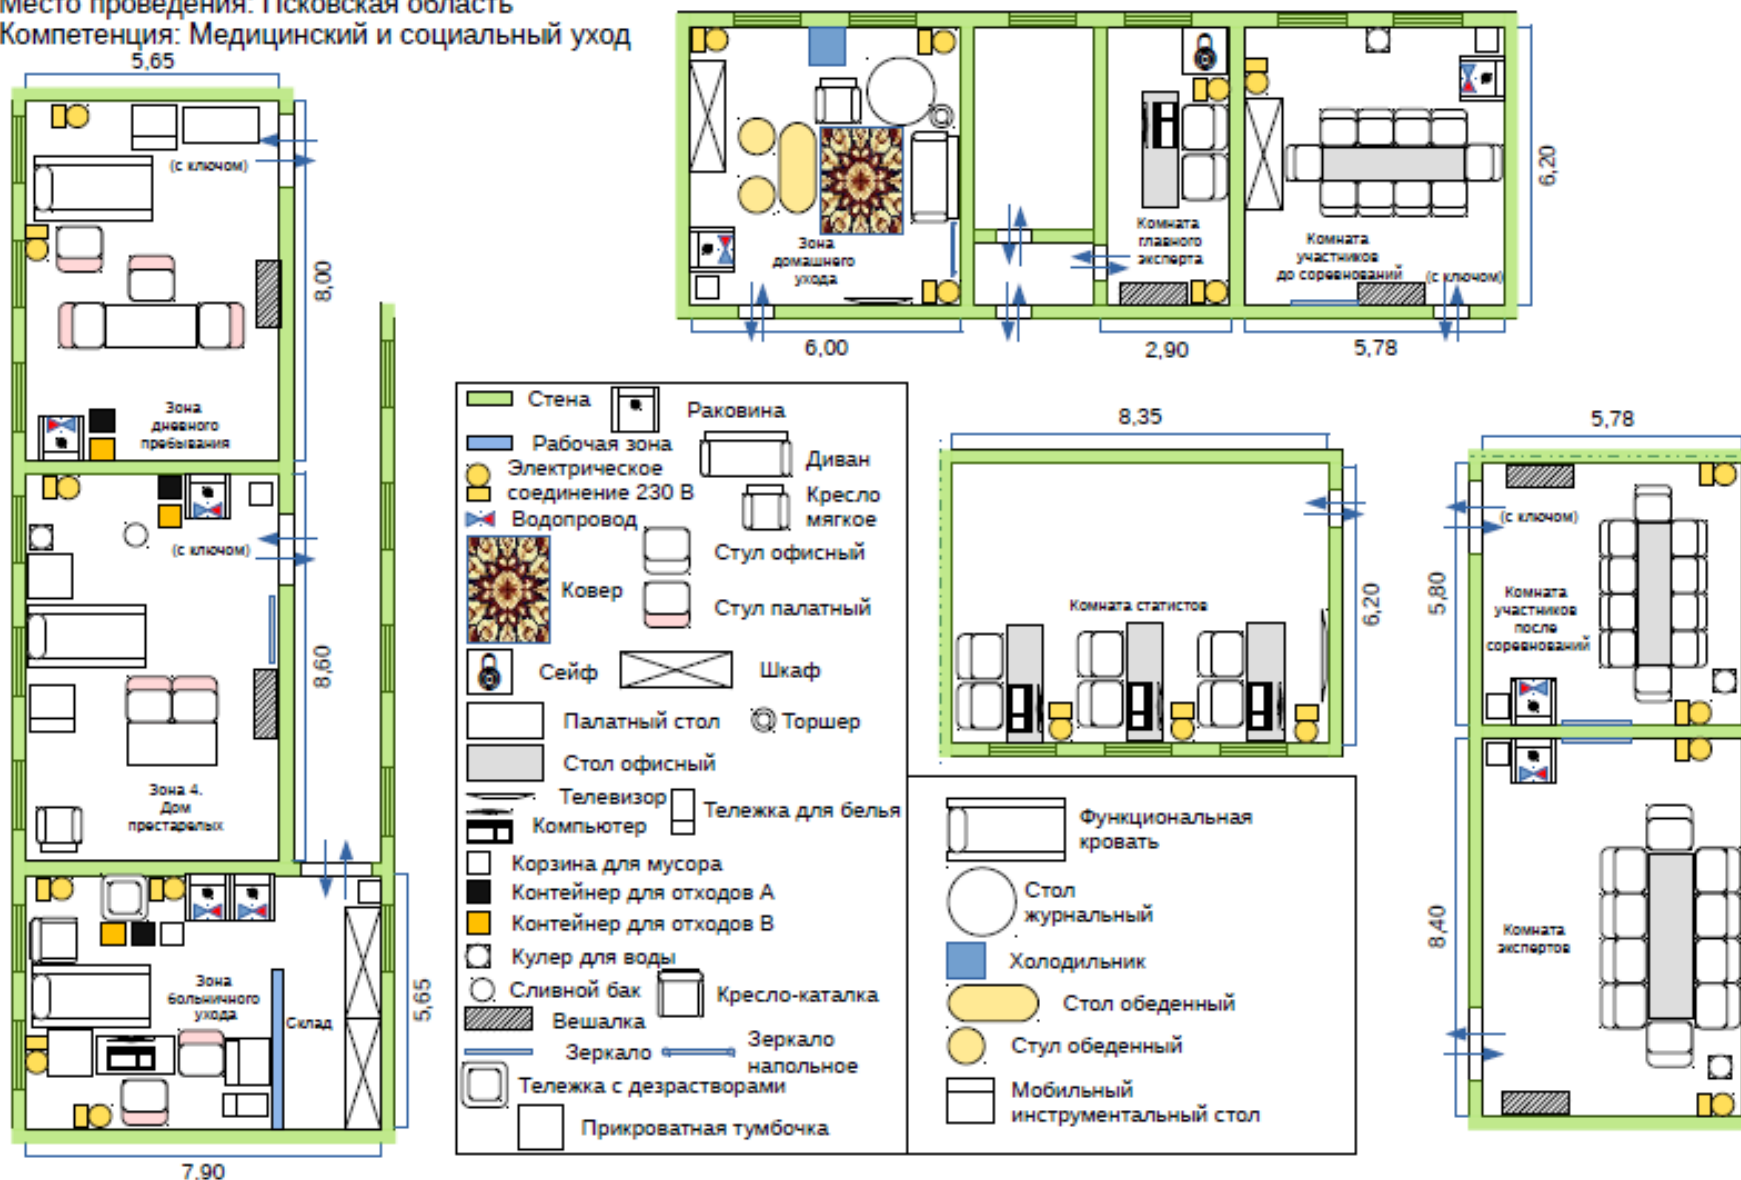 Место проведения: Псковская область
Компетенция: Медицинский и социальный уход
5,65
(с ключом)
8,00
Зона
дневного
пребывания
(с ключом)
8,60
Зона 4.
Дом
престарелых
Зона
больничного
ухода
Склад
5,65
7,90
Зона
домашнего
ухода
6,00
Комната
главного
эксперта
2,90
Комната
участников
до соревнований
(с ключом)
5,78
6,20
Стена
Раковина
Рабочая зона
Диван
Электрическое
соединение 230 В
Кресло
мягкое
Водопровод
Стул офисный
Ковер
Стул палатный
Сейф
Шкаф
Палатный стол
Торшер
Стол офисный
Телевизор
Тележка для белья
Компьютер
Корзина для мусора
Контейнер для отходов А
Контейнер для отходов В
Кулер для воды
Сливной бак
Кресло-каталка
Вешалка
Зеркало
Зеркало
напольное
Тележка с дезрастворами
Прикроватная тумбочка
8,35
Комната статистов
6,20
Функциональная
кровать
Стол
журнальный
Холодильник
Стол обеденный
Стул обеденный
Мобильный
инструментальный стол
5,78
(с ключом)
5,80
Комната
участников
после
соревнований
8,40
Комната
экспертов